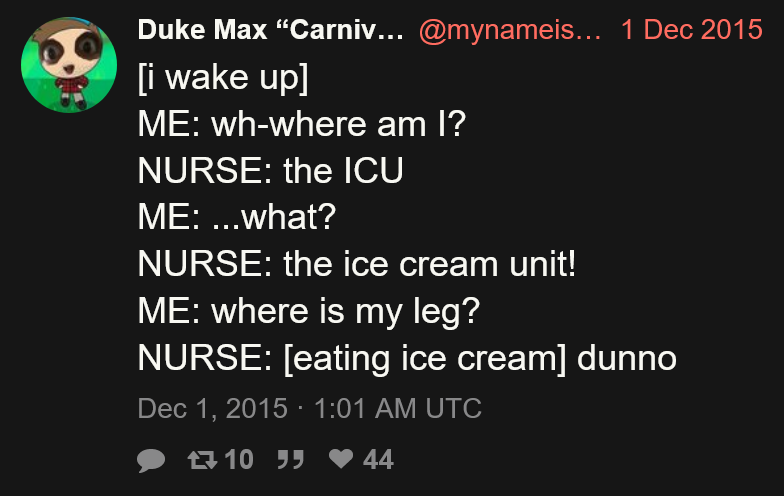 Duke Max “Carniv… @mynameis… 1 Dec 2015
[i wake up]
ME: wh-where am I?
NURSE: the ICU
ME: ...what?
NURSE: the ice cream unit!
ME: where is my leg?
NURSE: [eating ice cream] dunno
Dec 1, 2015 · 1:01 AM UTC
10 44